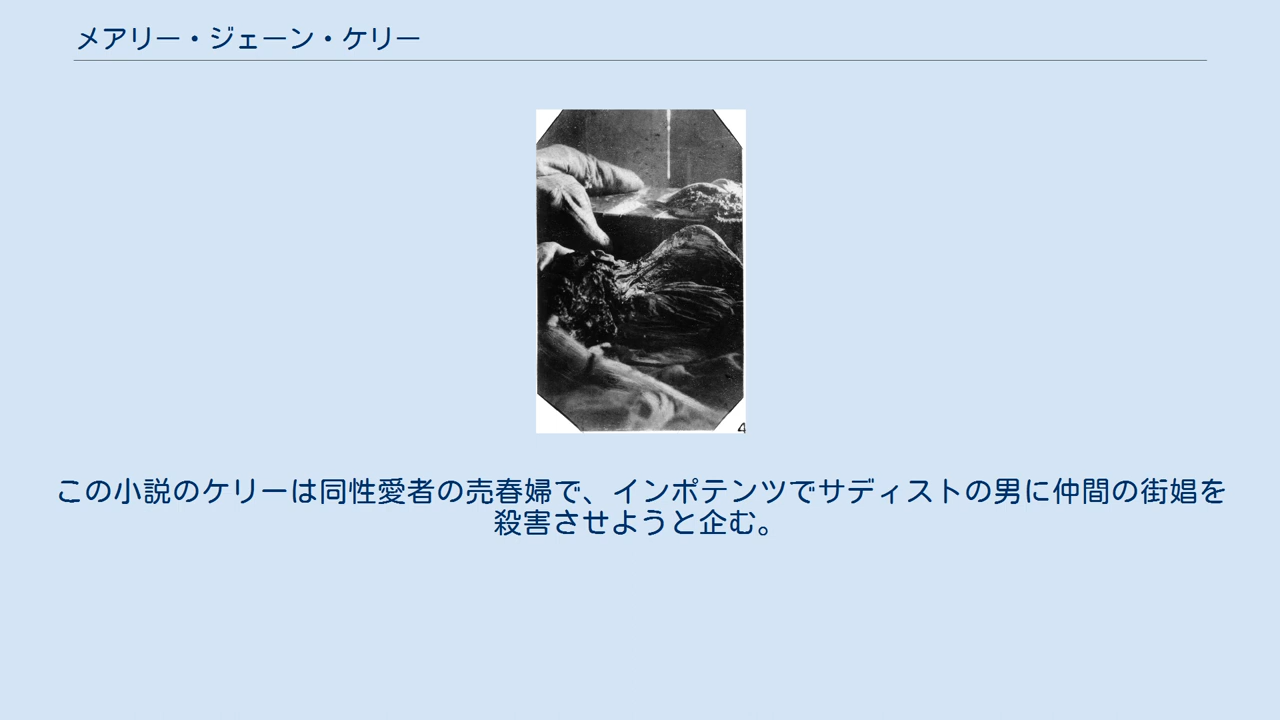 メアリー・ジェーン・ケリー
4
この小説のケリーは同性愛者の売春婦で、インポテンツでサディストの男に仲間の街娼を
殺害させようと企む。